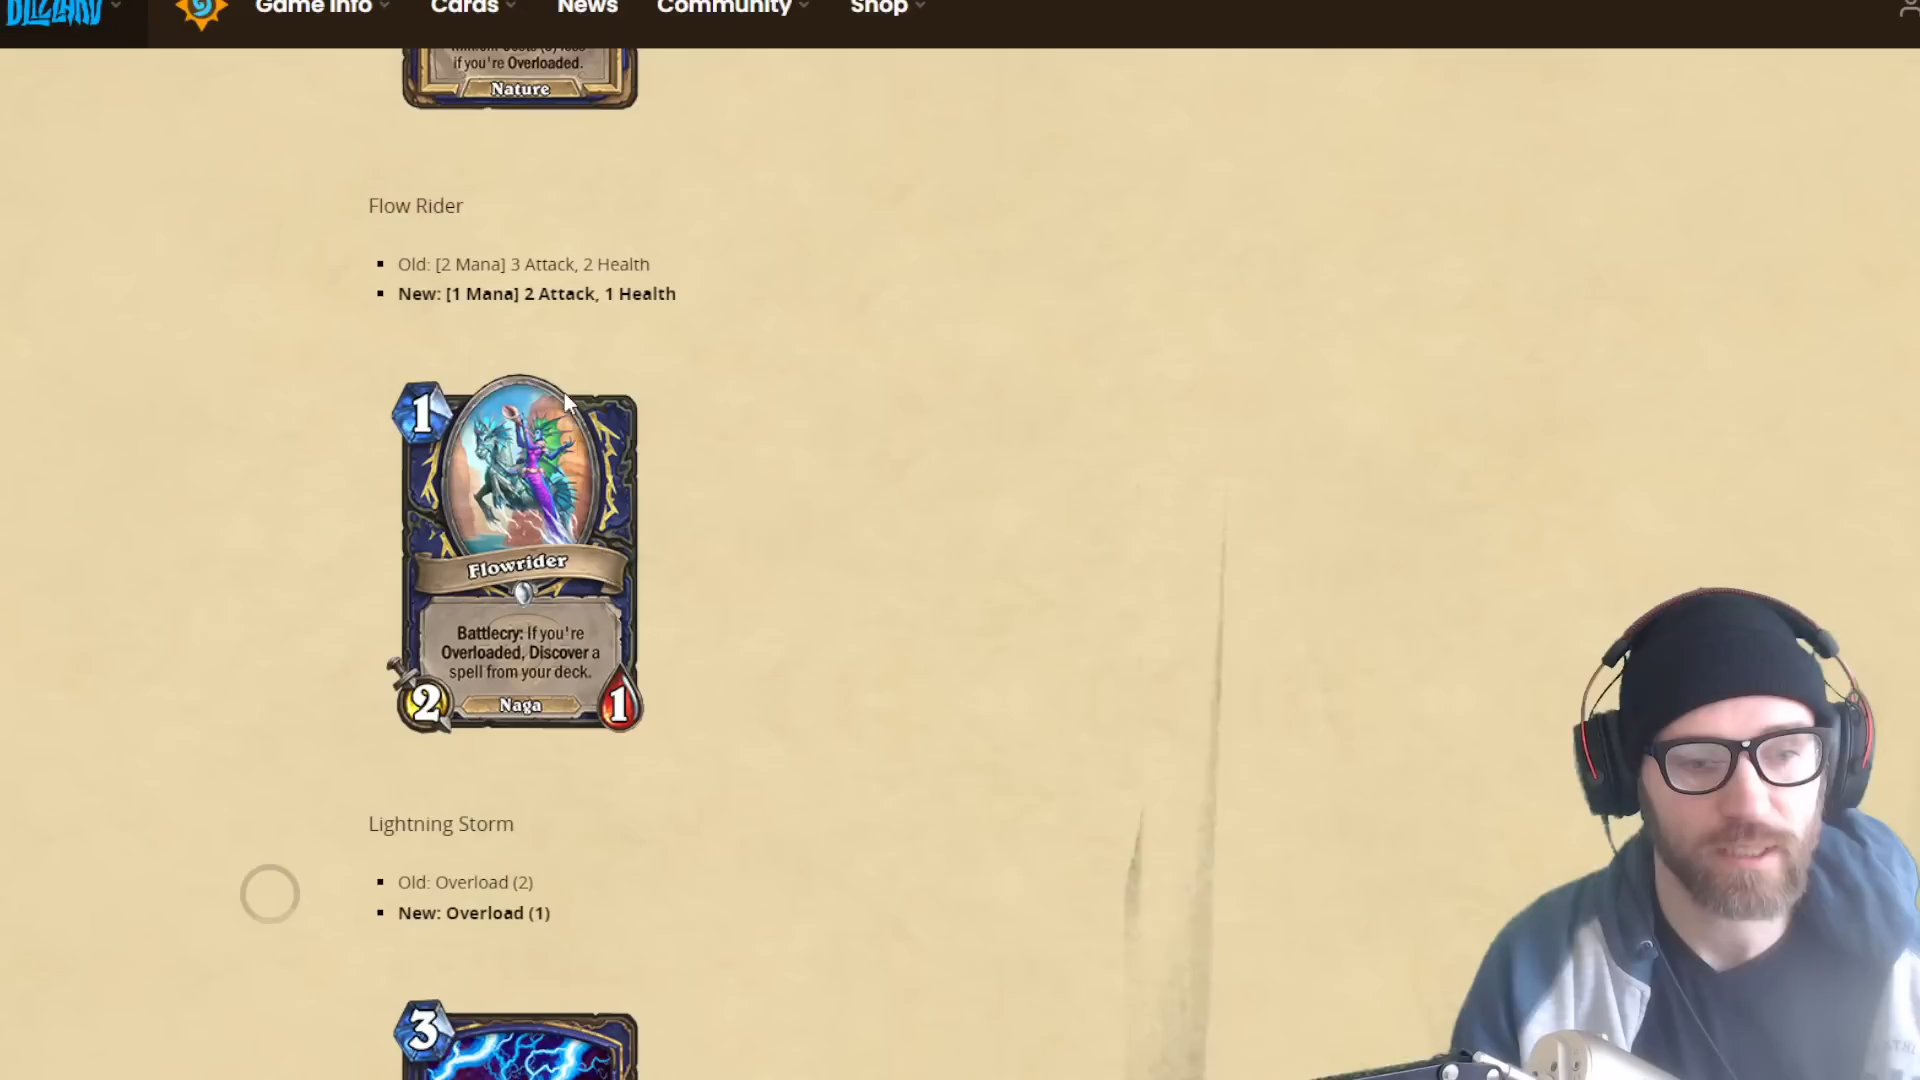 BLIZZARD
Game Info
Cards
News
Community
Shop
if you're Overloaded.
Nature
Flow Rider
Old: [2 Mana] 3 Attack, 2 Health
New: [1 Mana] 2 Attack, 1 Health
1
Flowrider
Battlecry: If you're
Overloaded, Discover a
spell from your deck.
2
Naga
1
Lightning Storm
Old: Overload (2)
New: Overload (1)
3